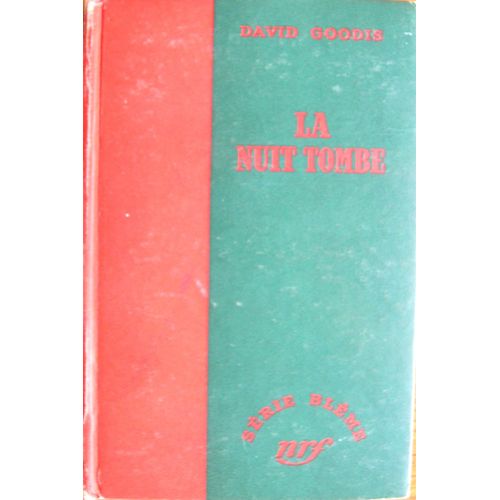 DAVID GOODIS
LA
NUIT TOMBE
SÉRIE BLÊME
nrf